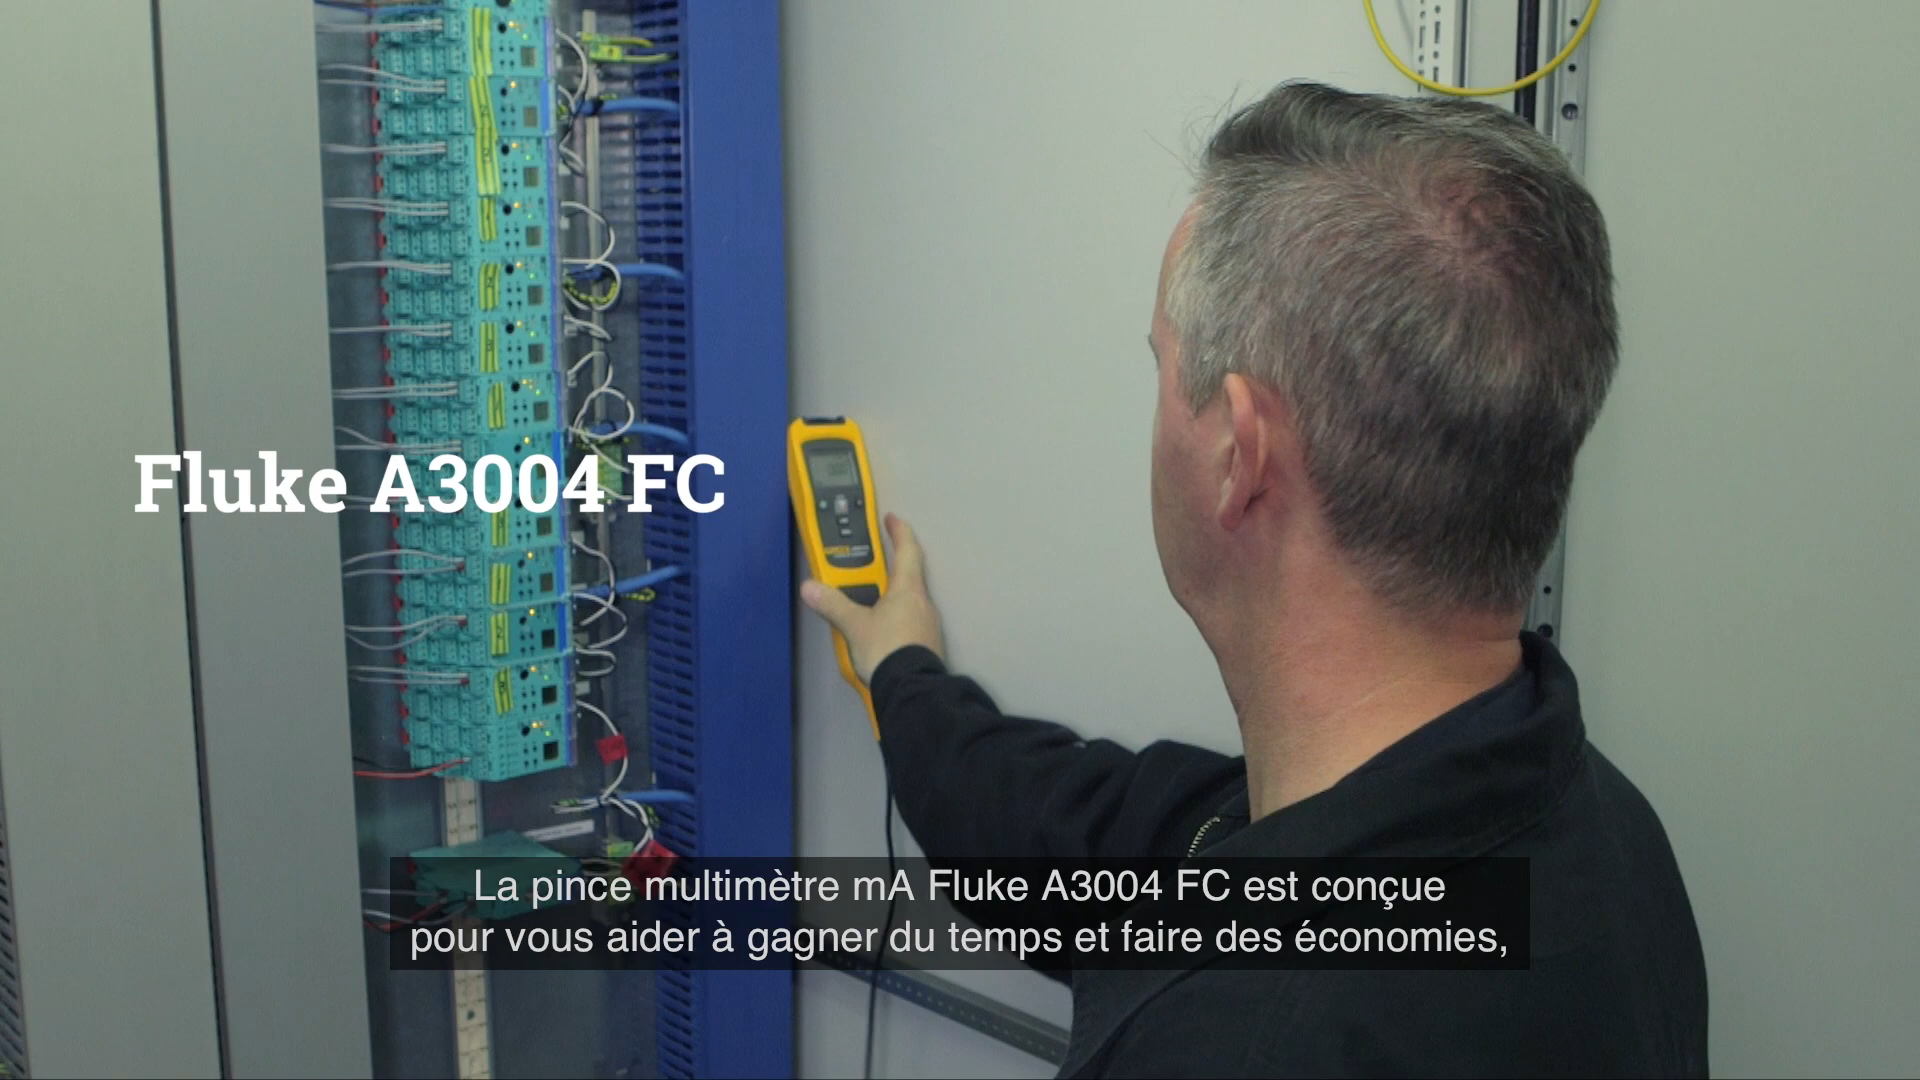 Fluke A3004 FC
La pince multimètre mA Fluke A3004 FC est conçue
pour vous aider à gagner du temps et faire des économies,